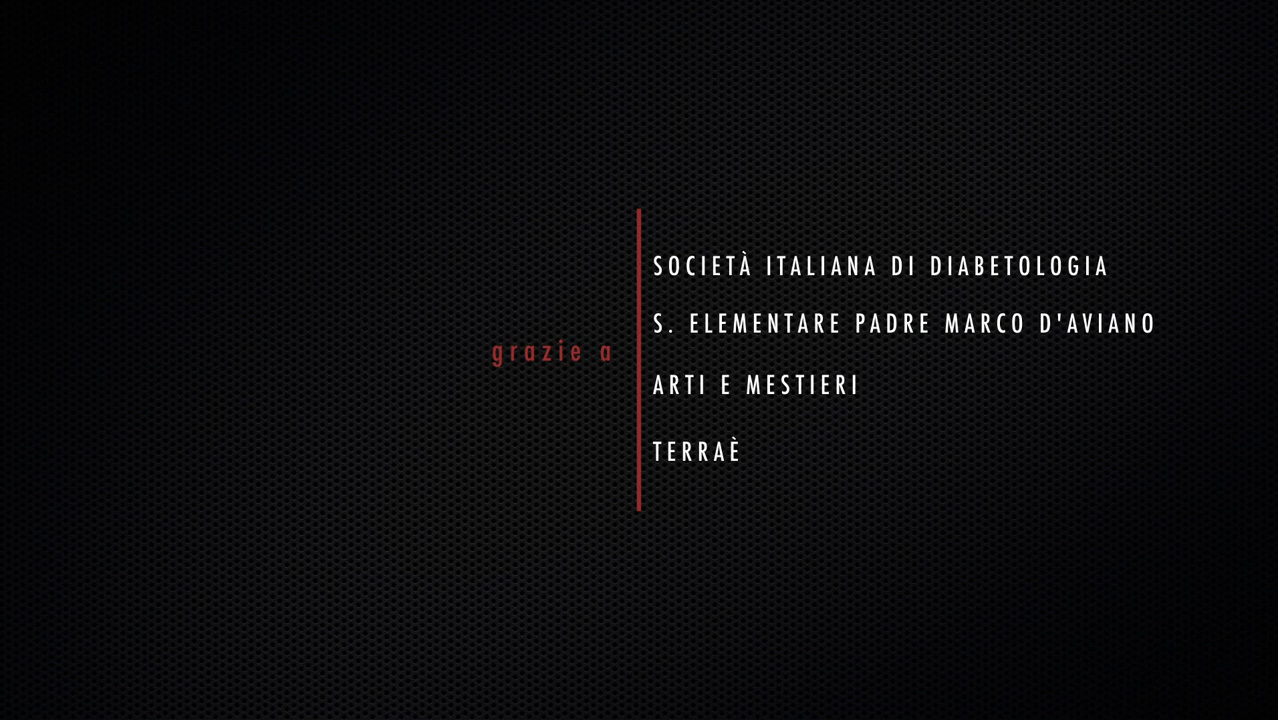 grazie a
SOCIETÀ ITALIANA DI DIABETOLOGIA
S. ELEMENTARE PADRE MARCO D'AVIANO
ARTI E MESTIERI
TERRAÈ